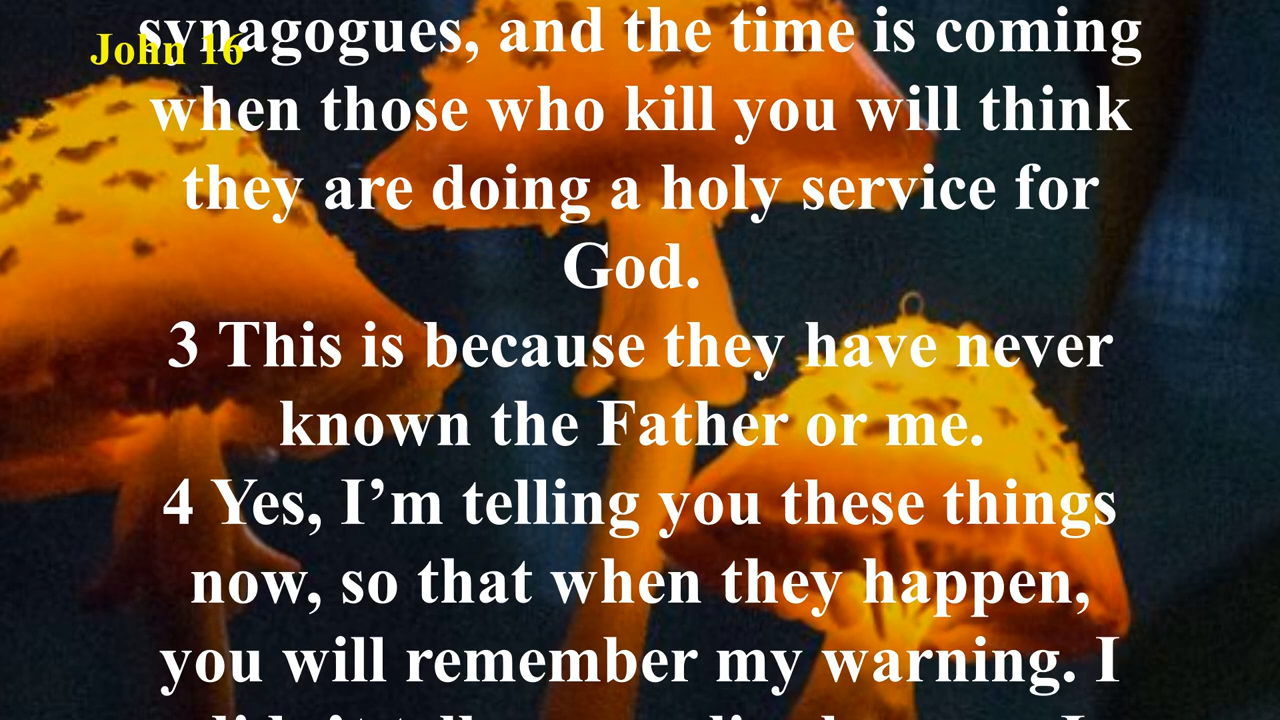 John 16
synagogues, and the time is coming
when those who kill you will think
they are doing a holy service for
God.
3 This is because they have never
known the Father or me.
4 Yes, I’m telling you these things
now, so that when they happen,
you will remember my warning. I